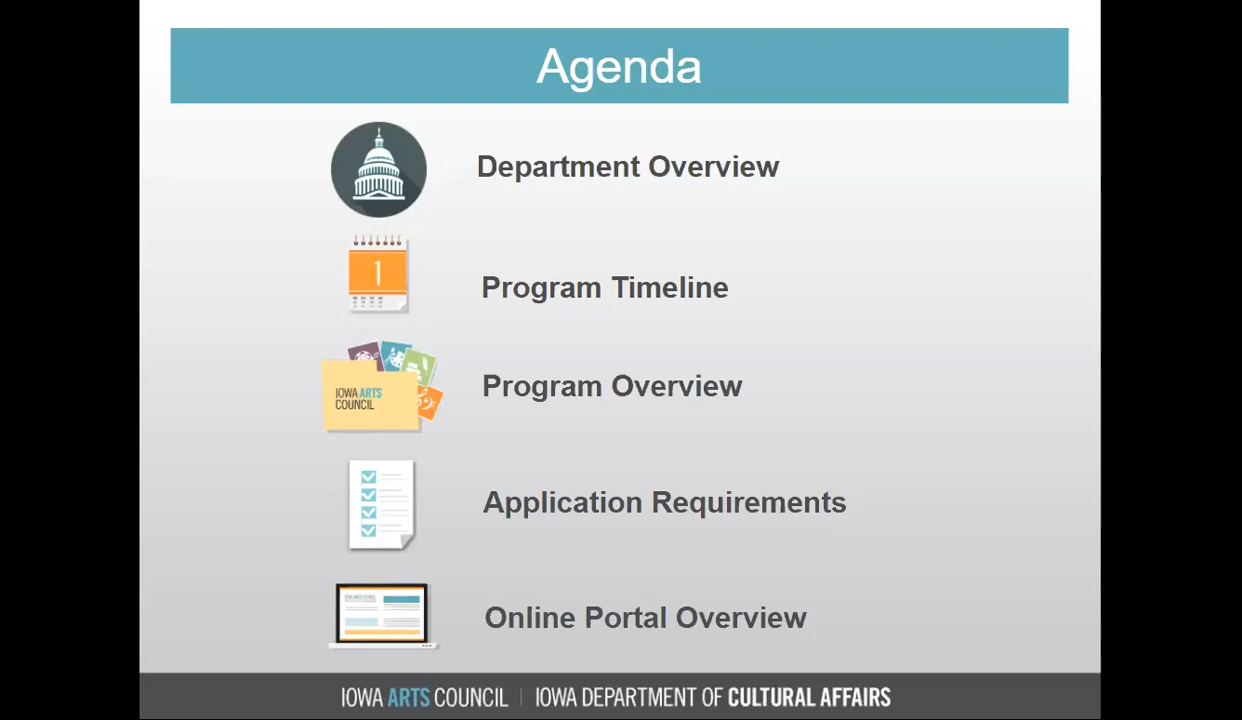 Agenda
Department Overview
1
Program Timeline
IOWA ARTS
COUNCIL
Program Overview
Application Requirements
Online Portal Overview
IOWA ARTS COUNCIL | IOWA DEPARTMENT OF CULTURAL AFFAIRS